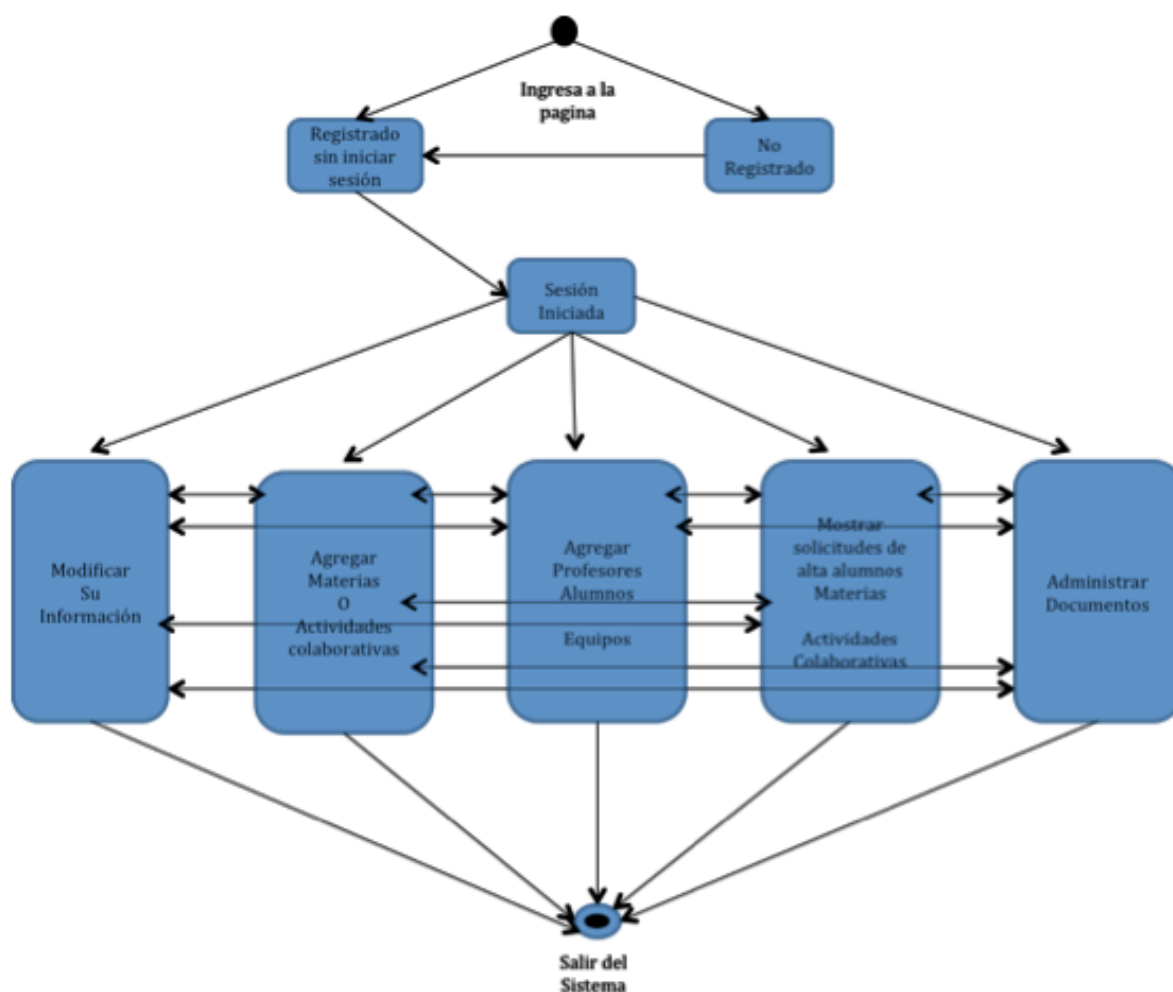 Ingresa a la
pagina
Registrado
sin iniciar
sesión
No
Registrado
Sesión
Iniciada
Modificar
Su
Información
Agregar
Materias
O
Actividades
colaborativas
Agregar
Profesores
Alumnos
Equipos
Mostrar
solicitudes de
alta alumnos
Materias
Actividades
Colaborativas
Administrar
Documentos
Salir del
Sistema